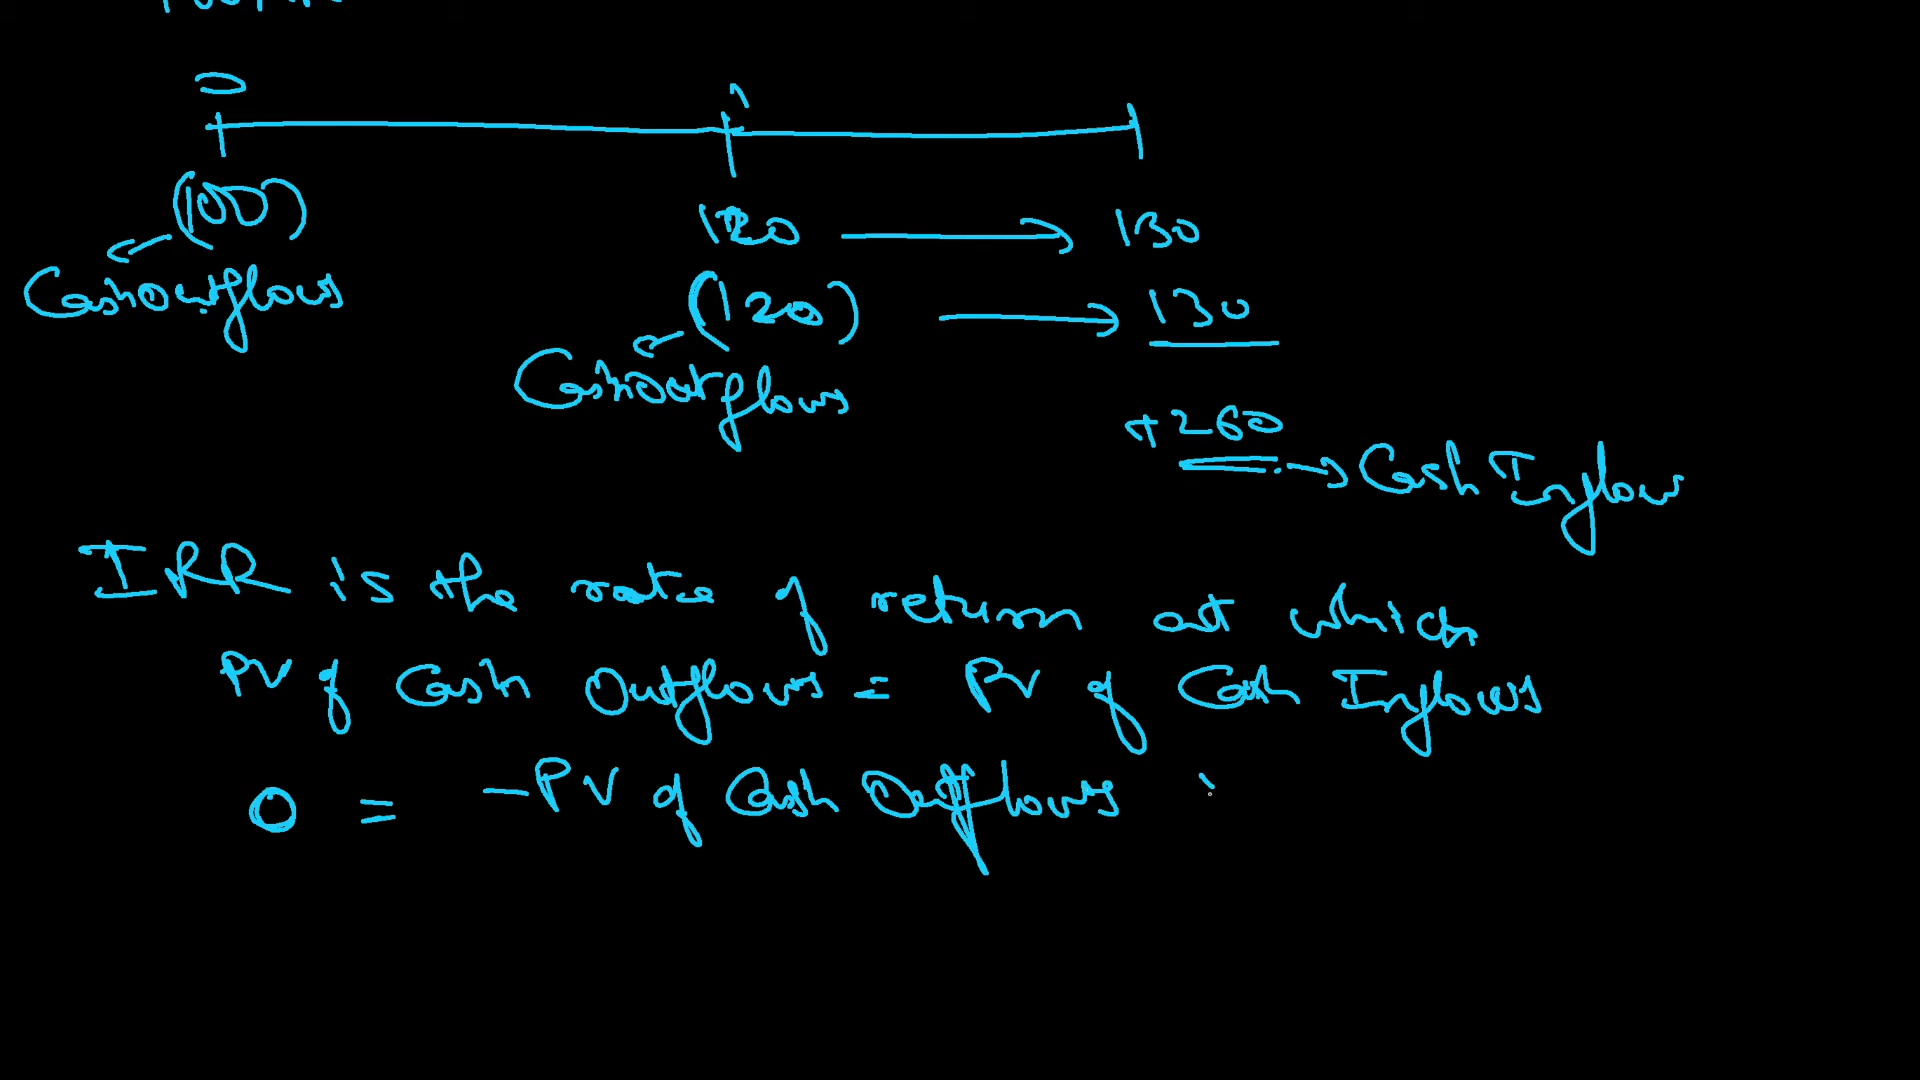 0 1
(100) 120 → 130
Cash outflows (120) → 130
Cash Outflows +260
→ Cash Inflow
IRR is the rate of return at which
PV of Cash Outflows = PV of Cash Inflows
0 = -PV of Cash Outflows